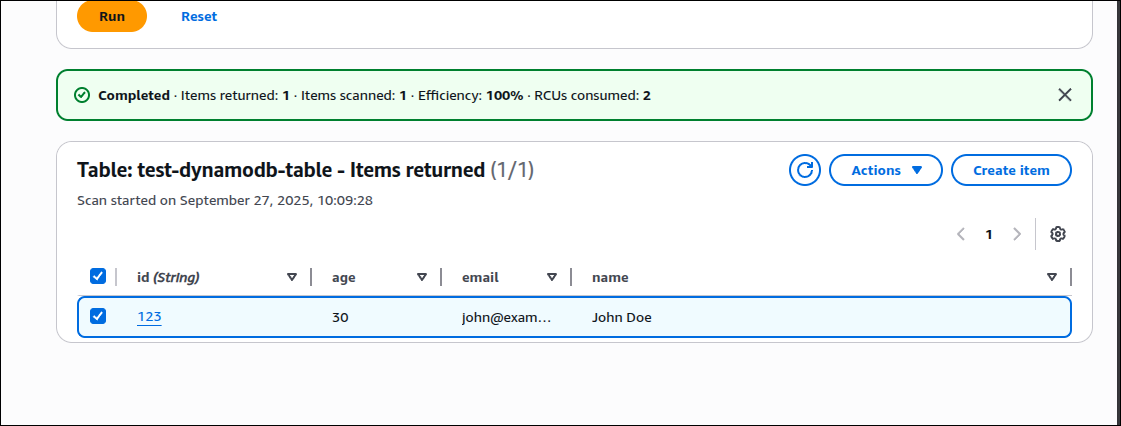 Run Reset
Completed · Items returned: 1 · Items scanned: 1 · Efficiency: 100% · RCUs consumed: 2
Table: test-dynamodb-table - Items returned (1/1)
Actions Create item
Scan started on September 27, 2025, 10:09:28
1
id (String) age email name
123 30 john@exam... John Doe